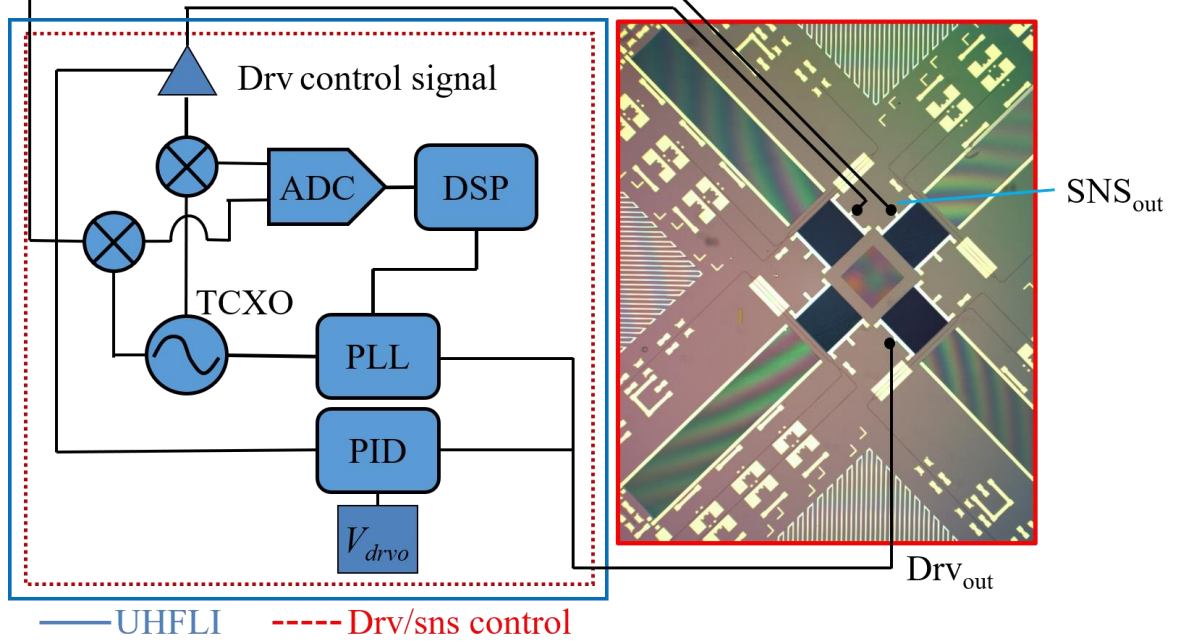 Drv control signal
ADC
DSP
SNS_out
TCXO
PLL
PID
V_drvo
Drv_out
UHFLI
Drv/sns control